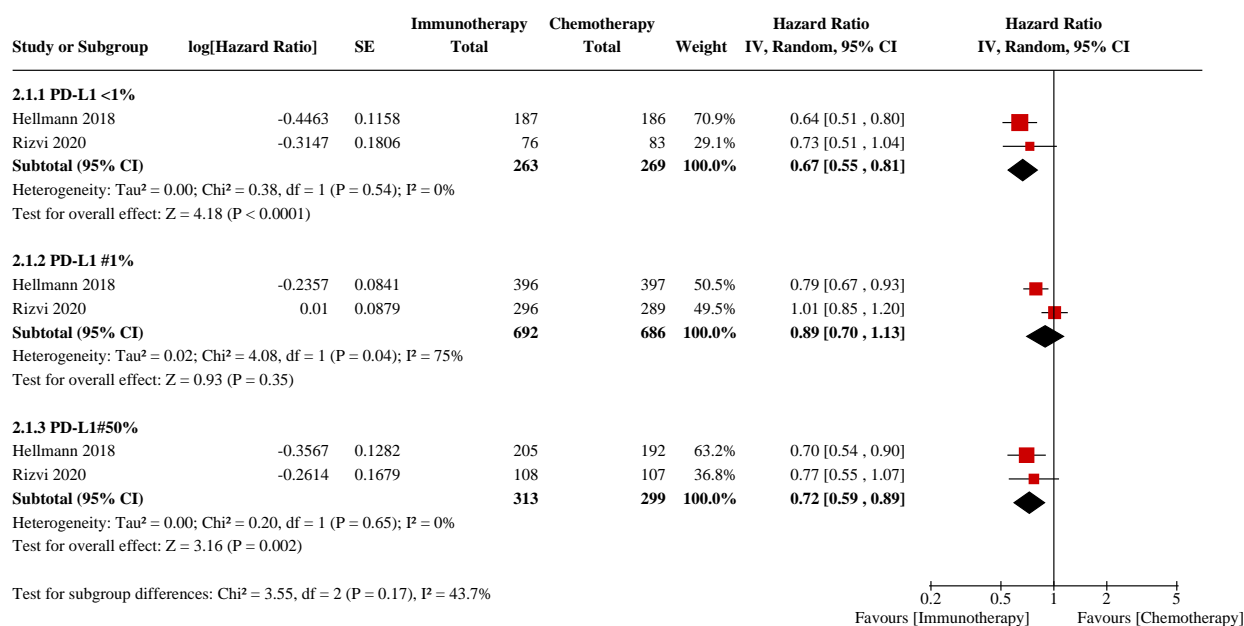 Immunotherapy Chemotherapy Hazard Ratio Hazard Ratio
Study or Subgroup log[Hazard Ratio] SE Total Total Weight IV, Random, 95% CI IV, Random, 95% CI
2.1.1 PD-L1 <1%
Hellmann 2018 -0.4463 0.1158 187 186 70.9% 0.64 [0.51 , 0.80]
Rizvi 2020 -0.3147 0.1806 76 83 29.1% 0.73 [0.51 , 1.04]
Subtotal (95% CI) 263 269 100.0% 0.67 [0.55 , 0.81]
Heterogeneity: Tau² = 0.00; Chi² = 0.38, df = 1 (P = 0.54); I² = 0%
Test for overall effect: Z = 4.18 (P < 0.0001)
2.1.2 PD-L1 #1%
Hellmann 2018 -0.2357 0.0841 396 397 50.5% 0.79 [0.67 , 0.93]
Rizvi 2020 0.01 0.0879 296 289 49.5% 1.01 [0.85 , 1.20]
Subtotal (95% CI) 692 686 100.0% 0.89 [0.70 , 1.13]
Heterogeneity: Tau² = 0.02; Chi² = 4.08, df = 1 (P = 0.04); I² = 75%
Test for overall effect: Z = 0.93 (P = 0.35)
2.1.3 PD-L1#50%
Hellmann 2018 -0.3567 0.1282 205 192 63.2% 0.70 [0.54 , 0.90]
Rizvi 2020 -0.2614 0.1679 108 107 36.8% 0.77 [0.55 , 1.07]
Subtotal (95% CI) 313 299 100.0% 0.72 [0.59 , 0.89]
Heterogeneity: Tau² = 0.00; Chi² = 0.20, df = 1 (P = 0.65); I² = 0%
Test for overall effect: Z = 3.16 (P = 0.002)
Test for subgroup differences: Chi² = 3.55, df = 2 (P = 0.17), I² = 43.7%
0.2 0.5 1 2 5
Favours [Immunotherapy] Favours [Chemotherapy]